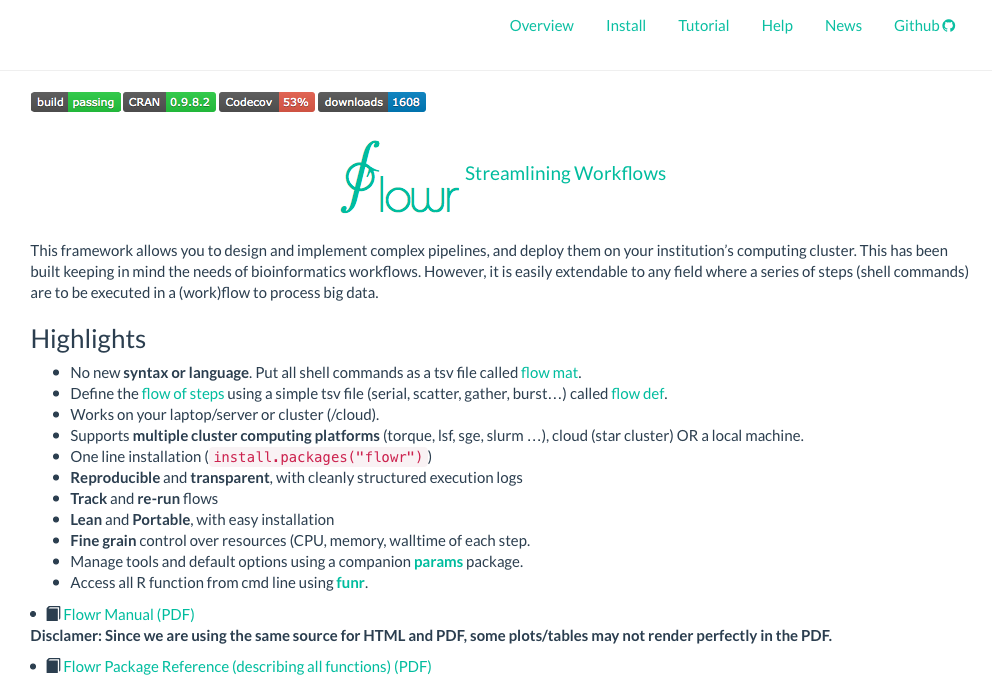 Overview Install Tutorial Help News Github
build passing CRAN 0.9.8.2 Codecov 53% downloads 1608
flowr Streamlining Workflows
This framework allows you to design and implement complex pipelines, and deploy them on your institution’s computing cluster. This has been
built keeping in mind the needs of bioinformatics workflows. However, it is easily extendable to any field where a series of steps (shell commands)
are to be executed in a (work)flow to process big data.
Highlights
• No new syntax or language. Put all shell commands as a tsv file called flow mat.
• Define the flow of steps using a simple tsv file (serial, scatter, gather, burst…) called flow def.
• Works on your laptop/server or cluster (/cloud).
• Supports multiple cluster computing platforms (torque, lsf, sge, slurm …), cloud (star cluster) OR a local machine.
• One line installation ( install.packages("flowr") )
• Reproducible and transparent, with cleanly structured execution logs
• Track and re-run flows
• Lean and Portable, with easy installation
• Fine grain control over resources (CPU, memory, walltime of each step.
• Manage tools and default options using a companion params package.
• Access all R function from cmd line using funr.
• Flowr Manual (PDF)
Disclamer: Since we are using the same source for HTML and PDF, some plots/tables may not render perfectly in the PDF.
• Flowr Package Reference (describing all functions) (PDF)